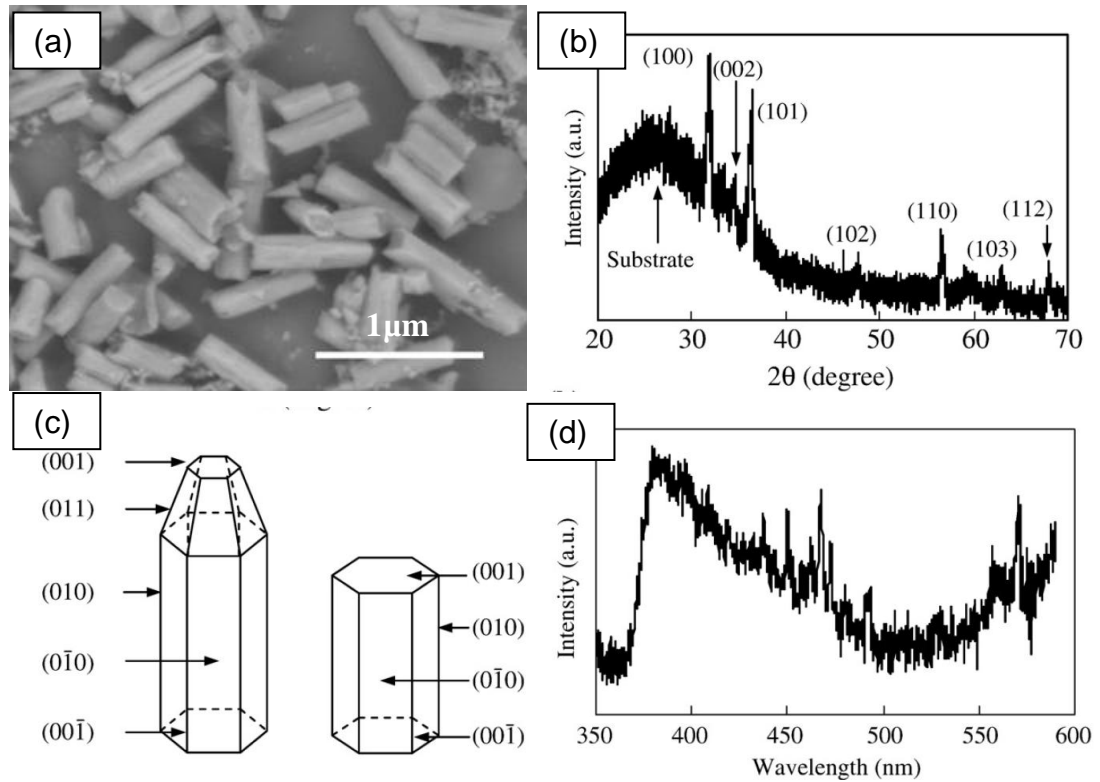 (a)
1μm
(b)
(100)
(002)
(101)
(102)
(110)
(103)
(112)
Substrate
Intensity (a.u.)
20 30 40 50 60 70
2θ (degree)
(c)
(001)
(011)
(010)
(01̄0)
(001̄)
(001)
(010)
(01̄0)
(001̄)
(d)
Intensity (a.u.)
350 400 450 500 550 600
Wavelength (nm)